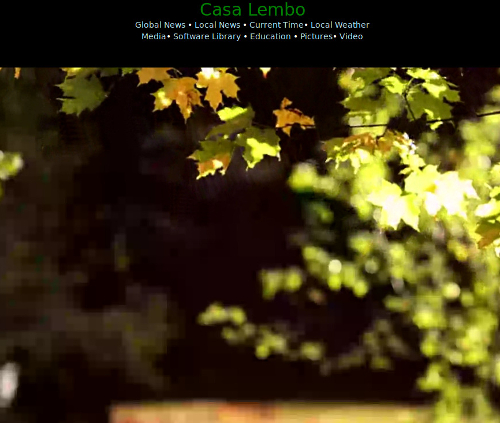 Casa Lembo
Global News • Local News • Current Time• Local Weather
Media• Software Library • Education • Pictures• Video